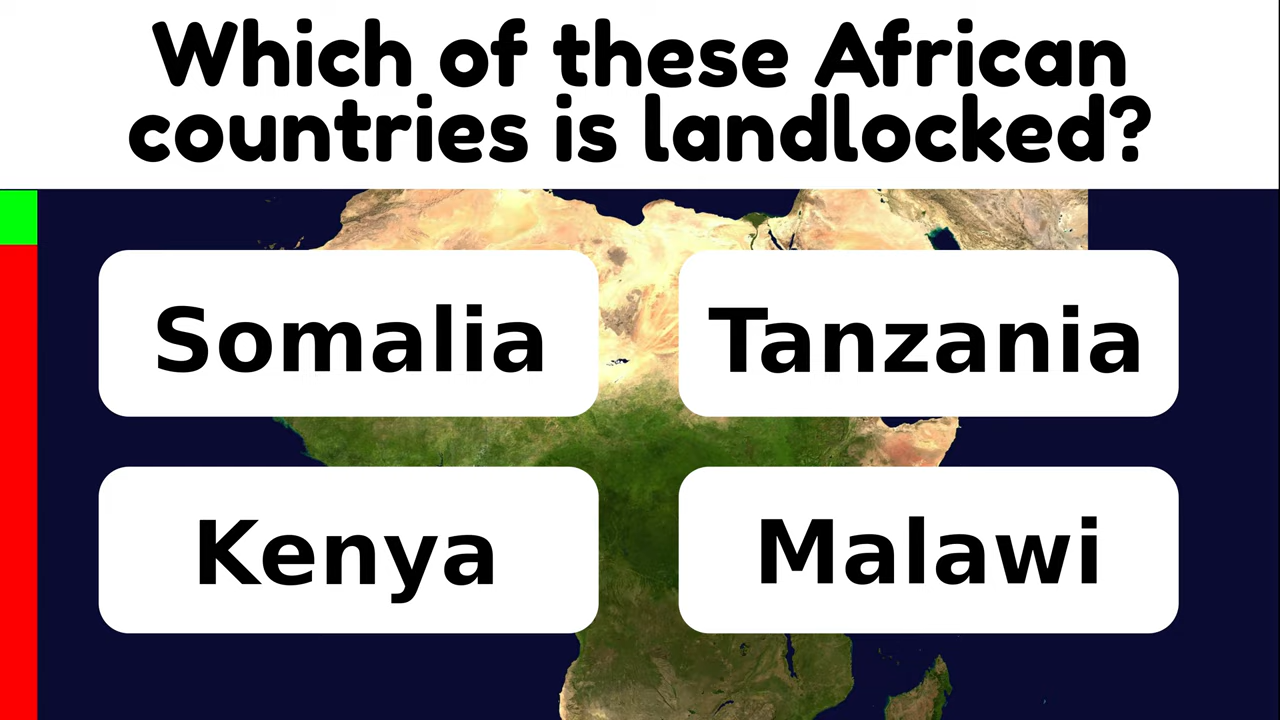 Which of these African
countries is landlocked?
Somalia
Tanzania
Kenya
Malawi